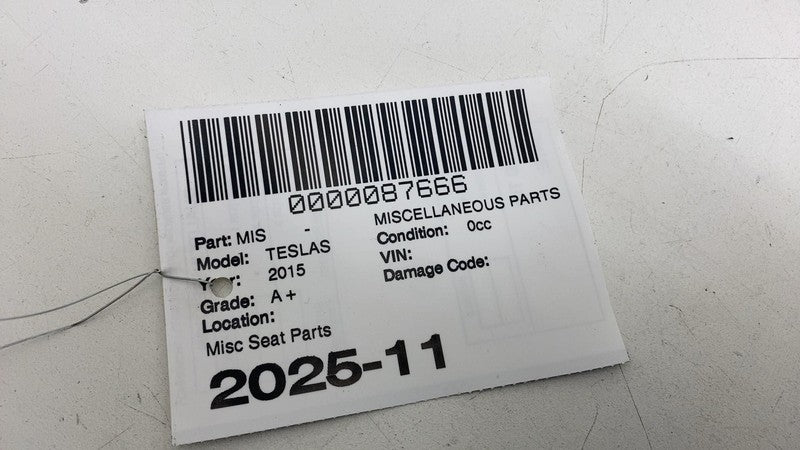 0000087666
Part: MIS - MISCELLANEOUS PARTS
Model: TESLAS Condition: 0cc
Year: 2015 VIN:
Grade: A + Damage Code:
Location:
Misc Seat Parts
2025-11